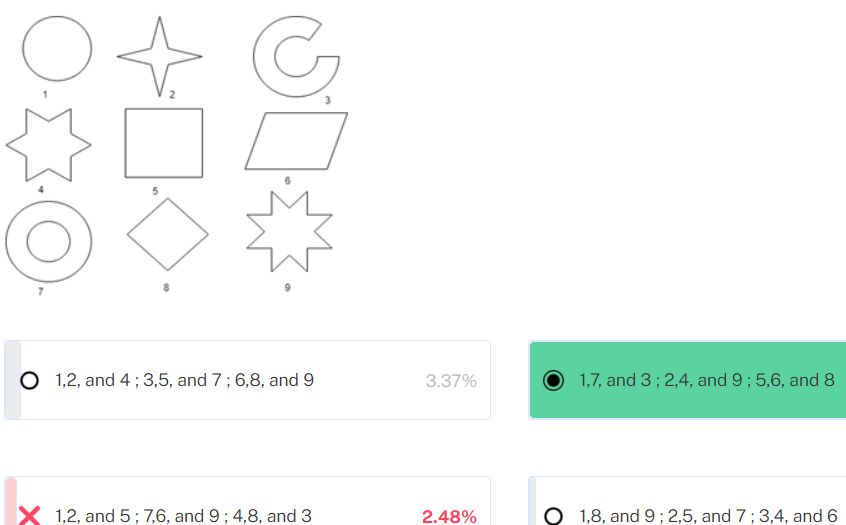 1
2
3
4
5
6
7
8
9
1,2, and 4 ; 3,5, and 7 ; 6,8, and 9
3.37%
1,7, and 3 ; 2,4, and 9 ; 5,6, and 8
1,2, and 5 ; 7,6, and 9 ; 4,8, and 3
2.48%
1,8, and 9 ; 2,5, and 7 ; 3,4, and 6